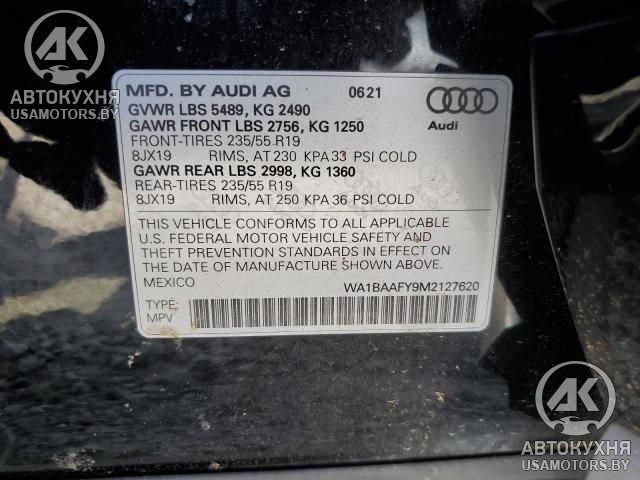 АК
АВТОКУХНЯ
USAMOTORS.BY
MFD. BY AUDI AG 0621
GVWR LBS 5489, KG 2490
GAWR FRONT LBS 2756, KG 1250
FRONT-TIRES 235/55 R19
8JX19 RIMS, AT 230 KPA 33 PSI COLD
GAWR REAR LBS 2998, KG 1360
REAR-TIRES 235/55 R19
8JX19 RIMS, AT 250 KPA 36 PSI COLD
Audi
THIS VEHICLE CONFORMS TO ALL APPLICABLE
U.S. FEDERAL MOTOR VEHICLE SAFETY AND
THEFT PREVENTION STANDARDS IN EFFECT ON
THE DATE OF MANUFACTURE SHOWN ABOVE.
MEXICO WA1BAAFY9M2127620
TYPE:
MPV
АК
АВТОКУХНЯ
USAMOTORS.BY